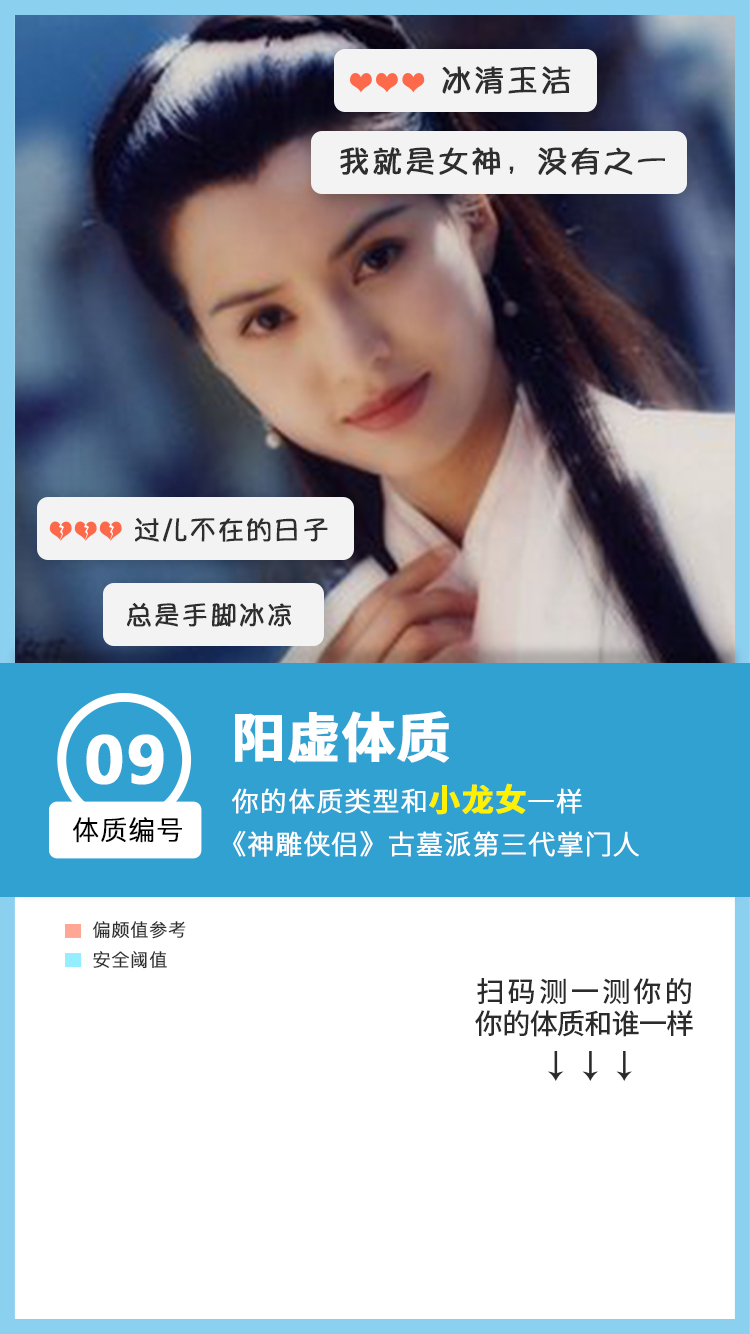 冰清玉洁
我就是女神，没有之一
过儿不在的日子
总是手脚冰凉
09
体质编号
阳虚体质
你的体质类型和小龙女一样
《神雕侠侣》古墓派第三代掌门人
偏颇值参考
安全阈值
扫码测一测你的
你的体质和谁一样
↓↓↓